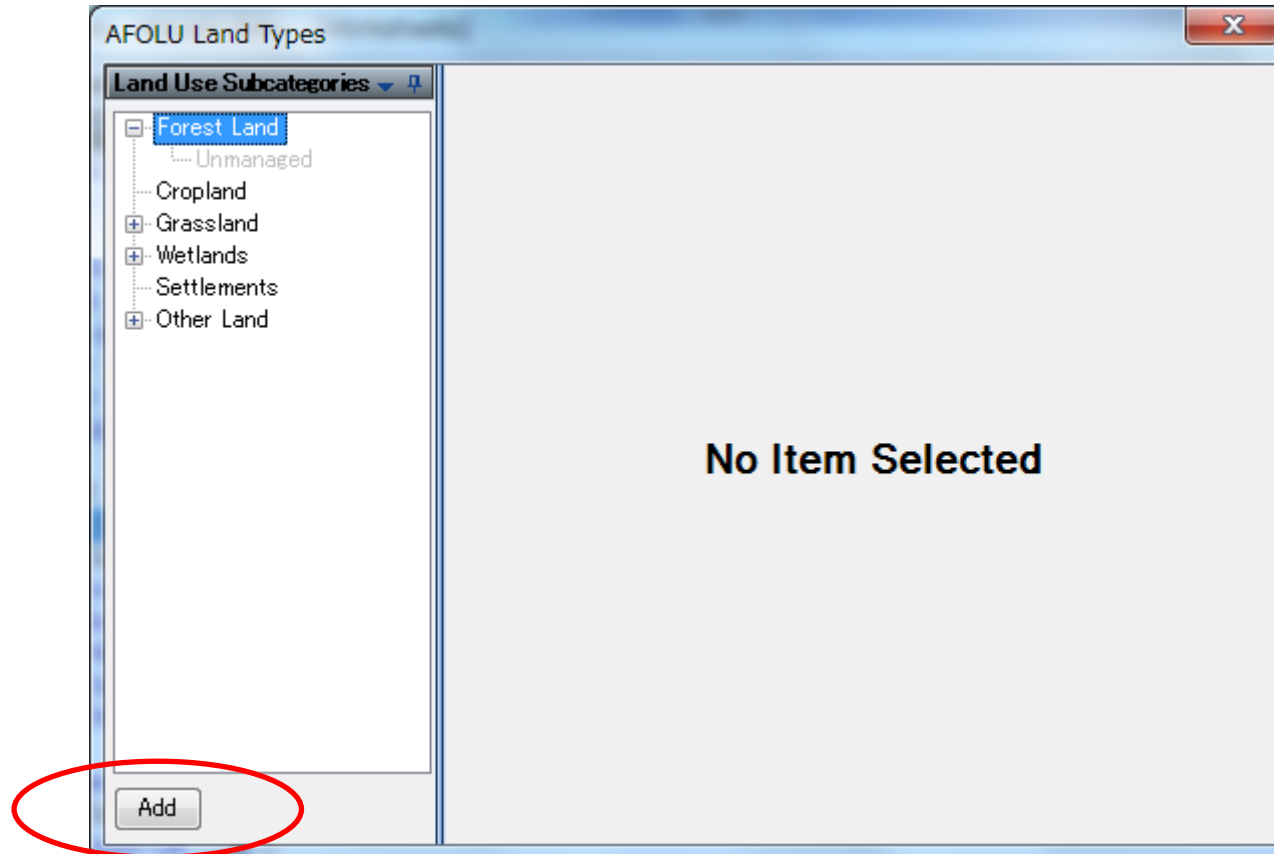 AFOLU Land Types
Land Use Subcategories
Forest Land
Unmanaged
Cropland
Grassland
Wetlands
Settlements
Other Land
No Item Selected
Add